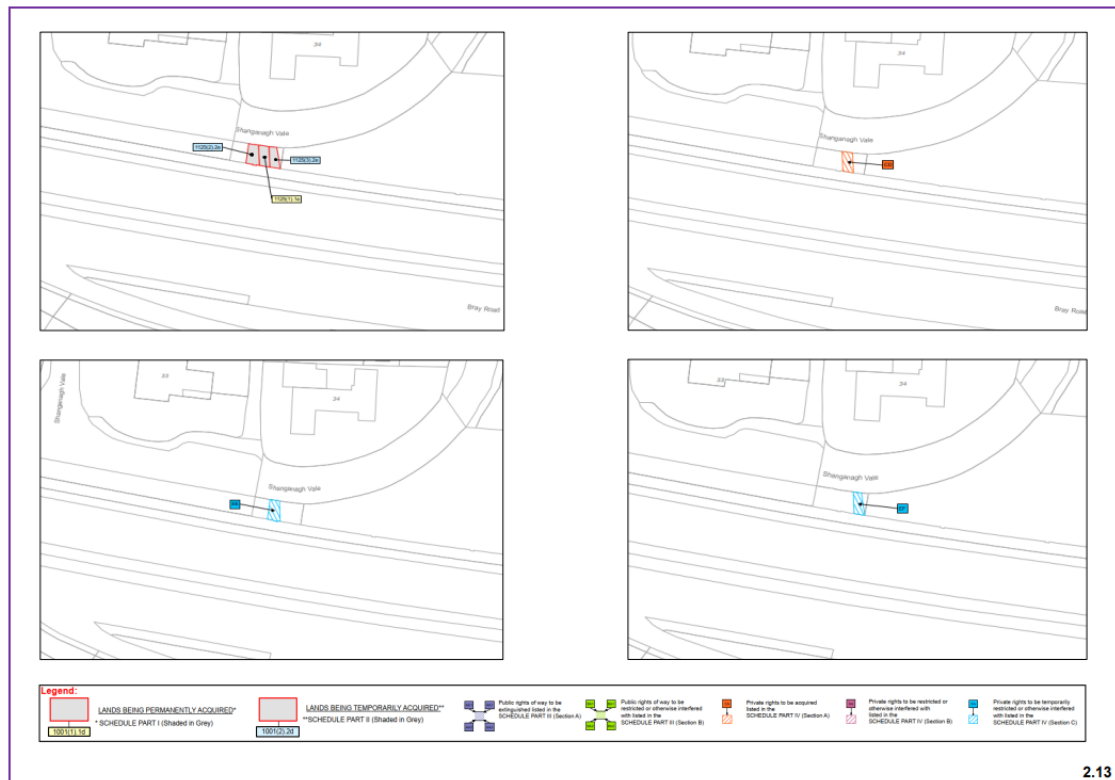 34
Shanganagh Vale
1125(2).2e
1125(3).2e
1125(1).1e
Bray Road
34
Shanganagh Vale
Bray Road
Shanganagh Vale
33
34
Shanganagh Vale
33
34
Shanganagh Vale
Legend:
LANDS BEING PERMANENTLY ACQUIRED*
* SCHEDULE PART I (Shaded in Grey)
1001(1).1d
LANDS BEING TEMPORARILY ACQUIRED**
**SCHEDULE PART II (Shaded in Grey)
1001(2).2d
Public rights of way to be
extinguished listed in the
SCHEDULE PART III (Section A)
Public rights of way to be
restricted or otherwise interfered
with listed in the
SCHEDULE PART III (Section B)
Private rights to be acquired
listed in the
SCHEDULE PART IV (Section A)
Private rights to be restricted or
otherwise interfered with
listed in the
SCHEDULE PART IV (Section B)
Private rights to be temporarily
restricted or otherwise interfered
with listed in the
SCHEDULE PART IV (Section C)
2.13